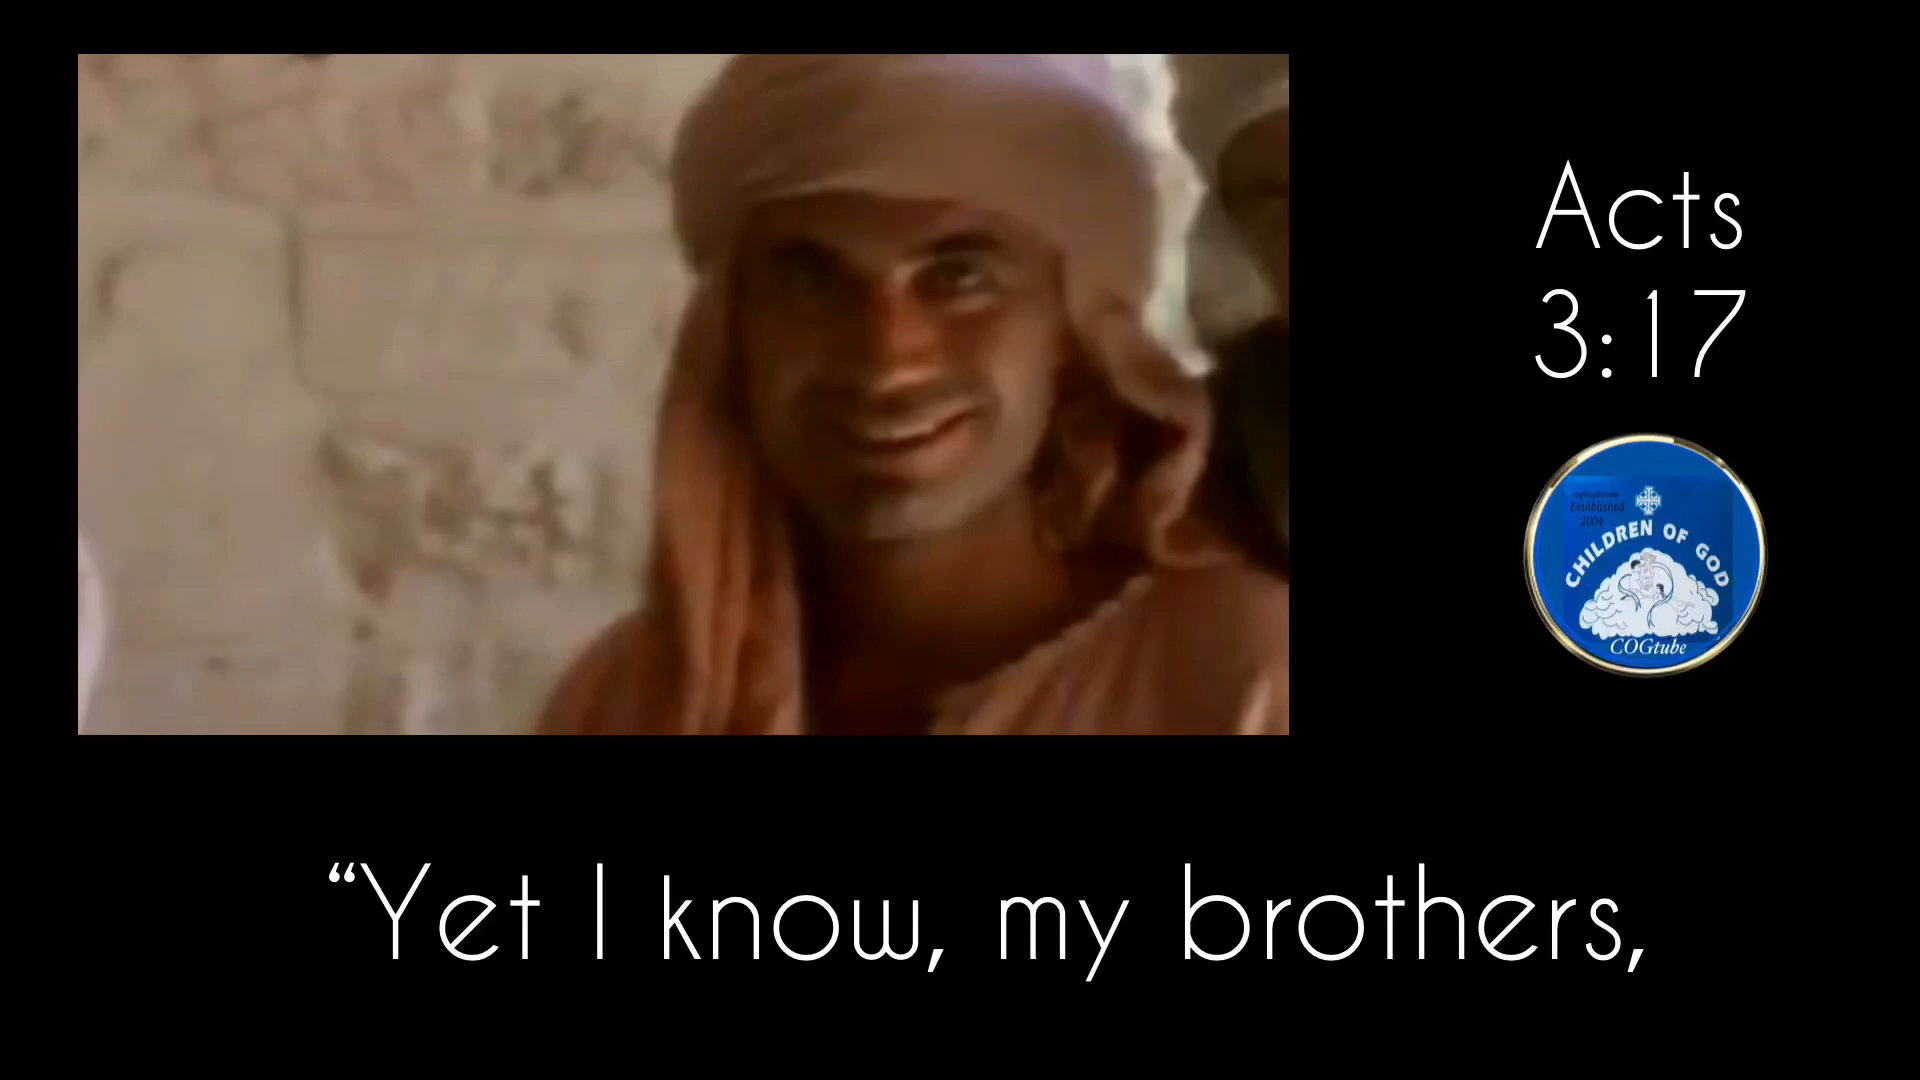 Acts
3:17
Established
2004
CHILDREN OF GOD
COGtube
“Yet I know, my brothers,